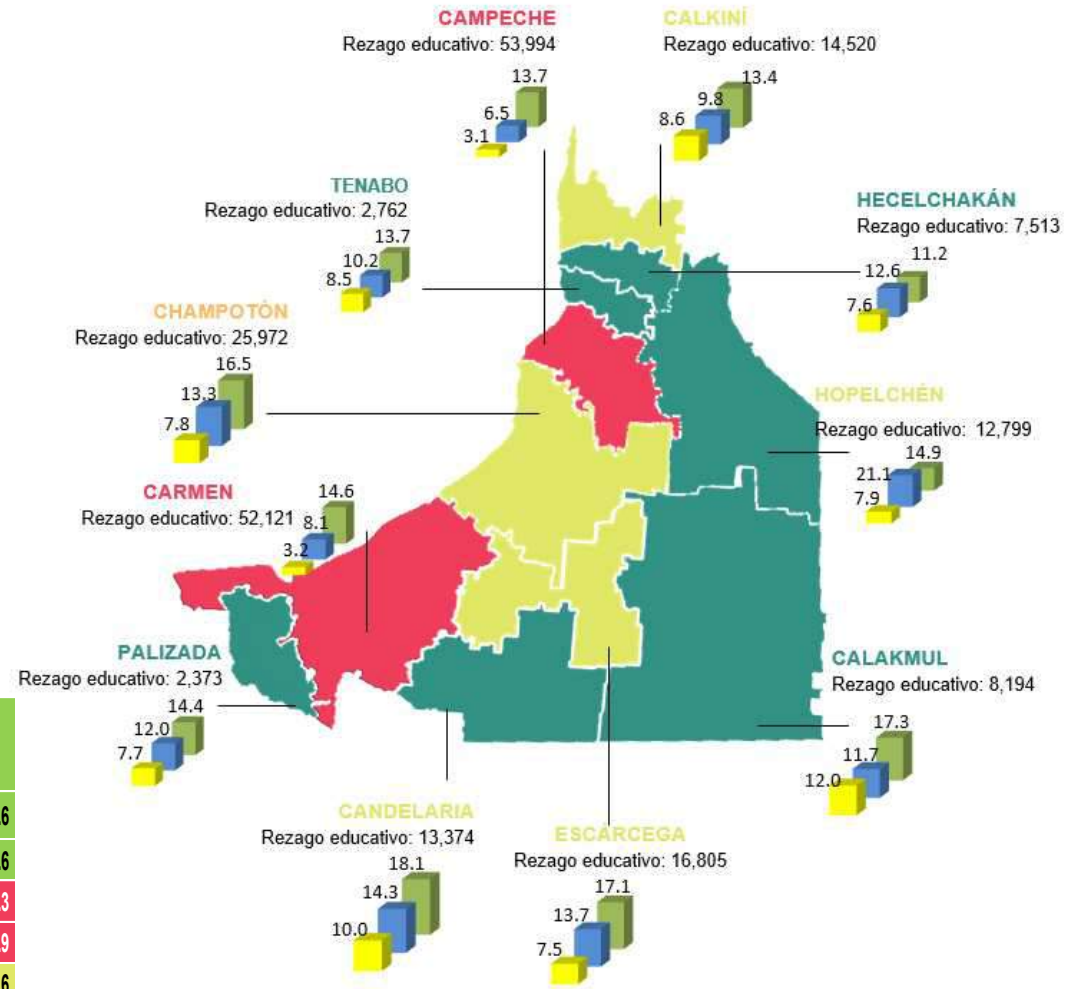 CAMPECHE
Rezago educativo: 53,994
13.7
6.5
3.1
CALKINÍ
Rezago educativo: 14,520
13.4
9.8
8.6
TENABO
Rezago educativo: 2,762
13.7
10.2
8.5
HECELCHAKÁN
Rezago educativo: 7,513
11.2
12.6
7.6
CHAMPOTÓN
Rezago educativo: 25,972
16.5
13.3
7.8
HOPELCHÉN
Rezago educativo: 12,799
14.9
21.1
7.9
CARMEN
Rezago educativo: 52,121
14.6
8.1
3.2
PALIZADA
Rezago educativo: 2,373
14.4
12.0
7.7
CALAKMUL
Rezago educativo: 8,194
17.3
11.7
12.0
CANDELARIA
Rezago educativo: 13,374
18.1
14.3
10.0
ESCÁRCEGA
Rezago educativo: 16,805
17.1
13.7
7.5
.6
.6
.3
.9
.6